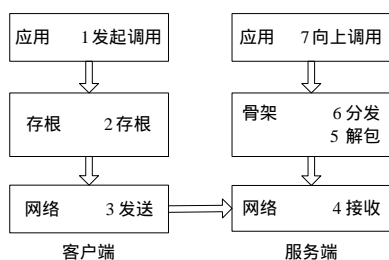 应用 1发起调用
应用 7向上调用
存根 2存根
骨架 6分发
5 解包
网络 3发送
网络 4接收
客户端
服务端